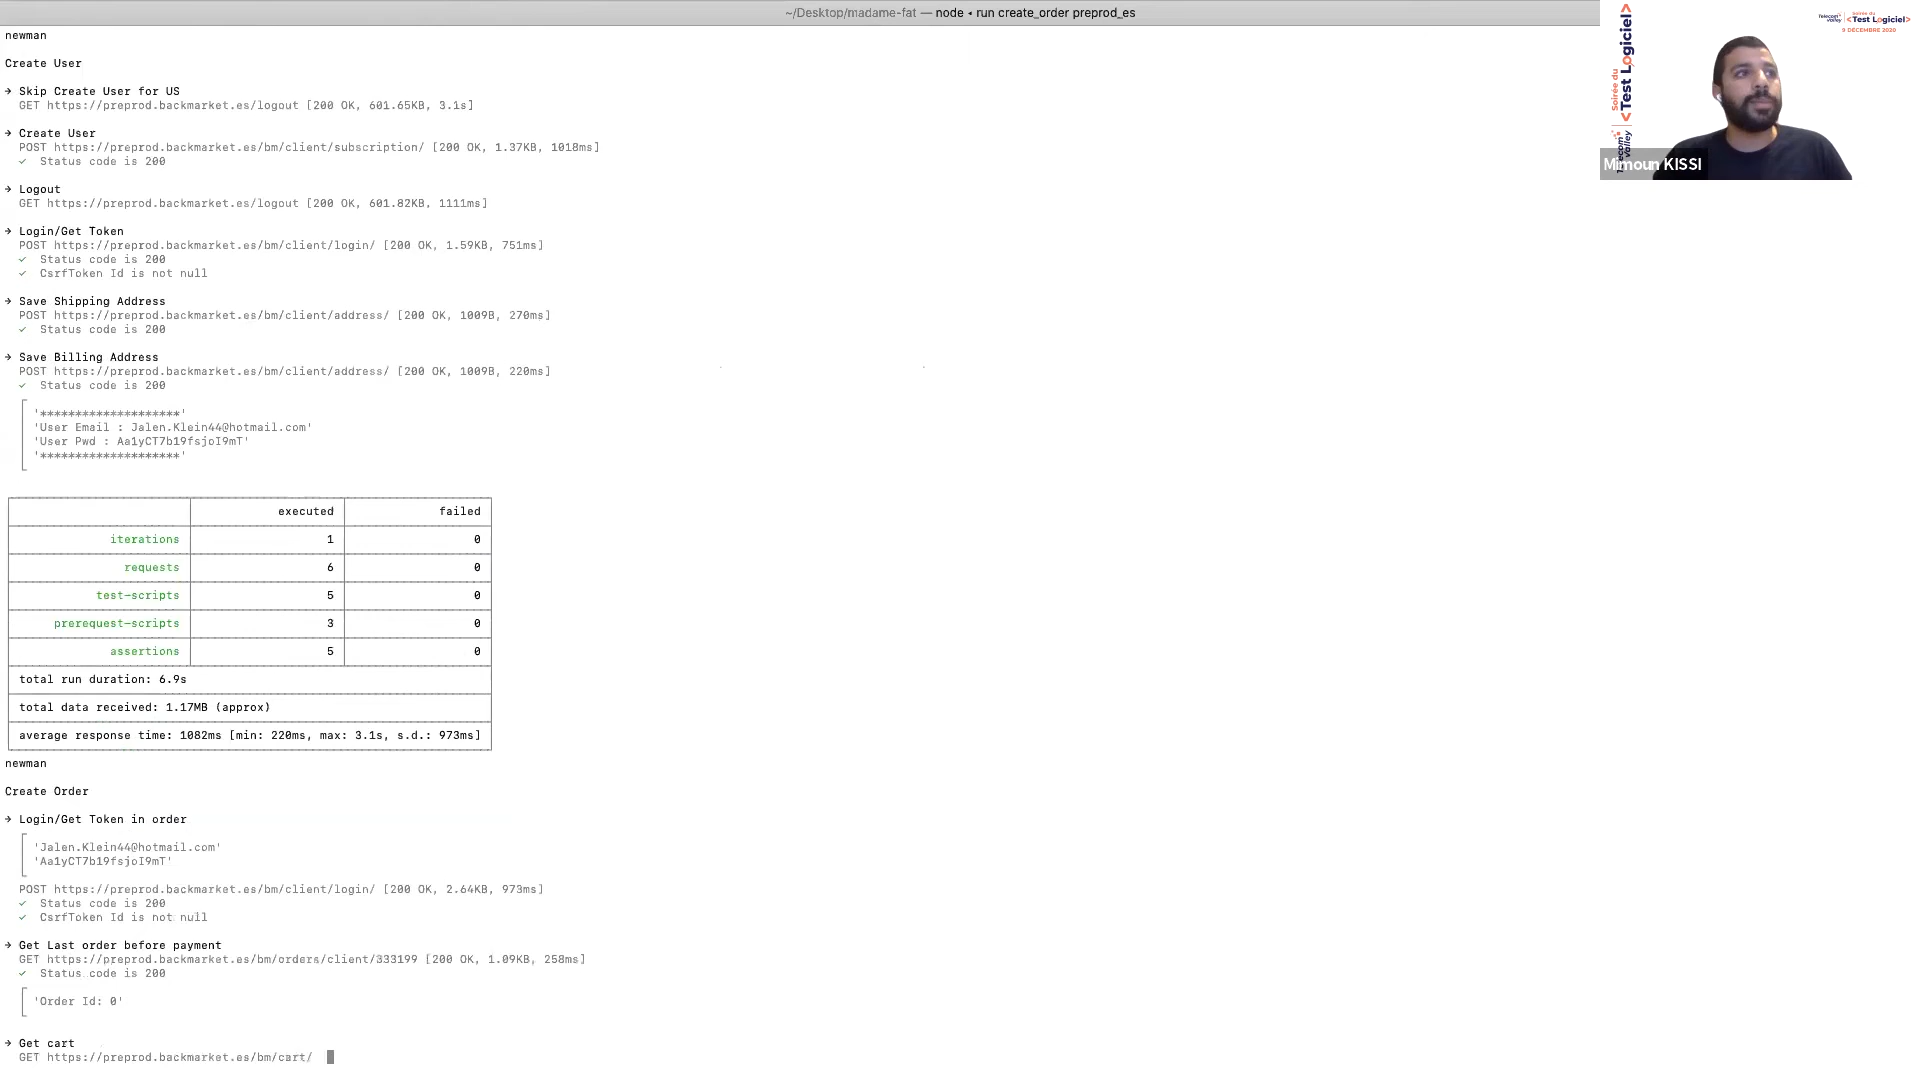 ~/Desktop/madame-fat — node ◂ run create_order preprod_es
newman
Create User
→ Skip Create User for US
GET https://preprod.backmarket.es/logout [200 OK, 601.65KB, 3.1s]
→ Create User
POST https://preprod.backmarket.es/bm/client/subscription/ [200 OK, 1.37KB, 1018ms]
✓ Status code is 200
→ Logout
GET https://preprod.backmarket.es/logout [200 OK, 601.82KB, 1111ms]
→ Login/Get Token
POST https://preprod.backmarket.es/bm/client/login/ [200 OK, 1.59KB, 751ms]
✓ Status code is 200
✓ CsrfToken Id is not null
→ Save Shipping Address
POST https://preprod.backmarket.es/bm/client/address/ [200 OK, 1009B, 270ms]
✓ Status code is 200
→ Save Billing Address
POST https://preprod.backmarket.es/bm/client/address/ [200 OK, 1009B, 220ms]
✓ Status code is 200
'********************'
'User Email : Jalen.Klein44@hotmail.com'
'User Pwd : Aa1yCT7b19fsjoI9mT'
'********************'
executed failed
iterations 1 0
requests 6 0
test-scripts 5 0
prerequest-scripts 3 0
assertions 5 0
total run duration: 6.9s
total data received: 1.17MB (approx)
average response time: 1082ms [min: 220ms, max: 3.1s, s.d.: 973ms]
newman
Create Order
→ Login/Get Token in order
'Jalen.Klein44@hotmail.com'
'Aa1yCT7b19fsjoI9mT'
POST https://preprod.backmarket.es/bm/client/login/ [200 OK, 2.64KB, 973ms]
✓ Status code is 200
✓ CsrfToken Id is not null
→ Get Last order before payment
GET https://preprod.backmarket.es/bm/orders/client/333199 [200 OK, 1.09KB, 258ms]
✓ Status code is 200
'Order Id: 0'
→ Get cart
GET https://preprod.backmarket.es/bm/cart/
Soirée du
<Test Logiciel>
Telecom Valley
Soirée du
<Test Logiciel>
9 DÉCEMBRE 2020
Mimoun KISSI